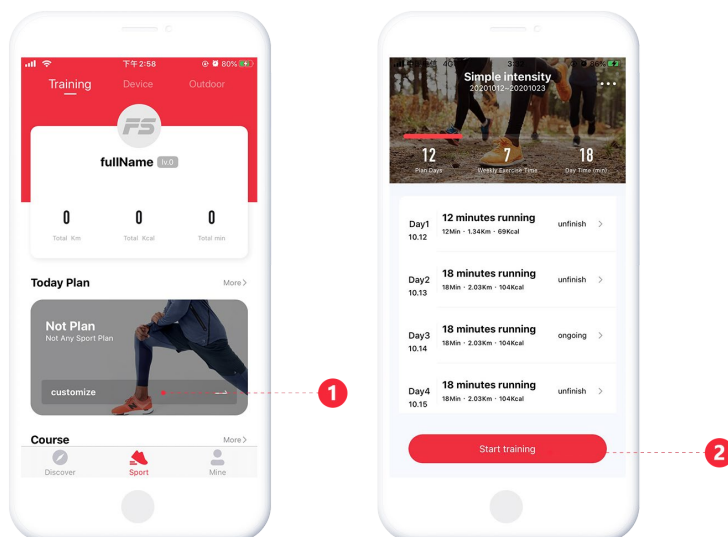 下午2:58
80%
Training
Device
Outdoor
FS
fullName
lv.0
0
0
0
Total Km
Total Kcal
Total min
Today Plan
More
Not Plan
Not Any Sport Plan
customize
1
Course
More
Discover
Sport
Mine
4G
Simple intensity
20201012~20201023
12
7
18
Plan Days
Weekly Exercise Time
Day Time (min)
Day1
10.12
12 minutes running
12Min · 1.34Km · 69Kcal
unfinish
Day2
10.13
18 minutes running
18Min · 2.03Km · 104Kcal
unfinish
Day3
10.14
18 minutes running
18Min · 2.03Km · 104Kcal
ongoing
Day4
10.15
18 minutes running
18Min · 2.03Km · 104Kcal
unfinish
Start training
2